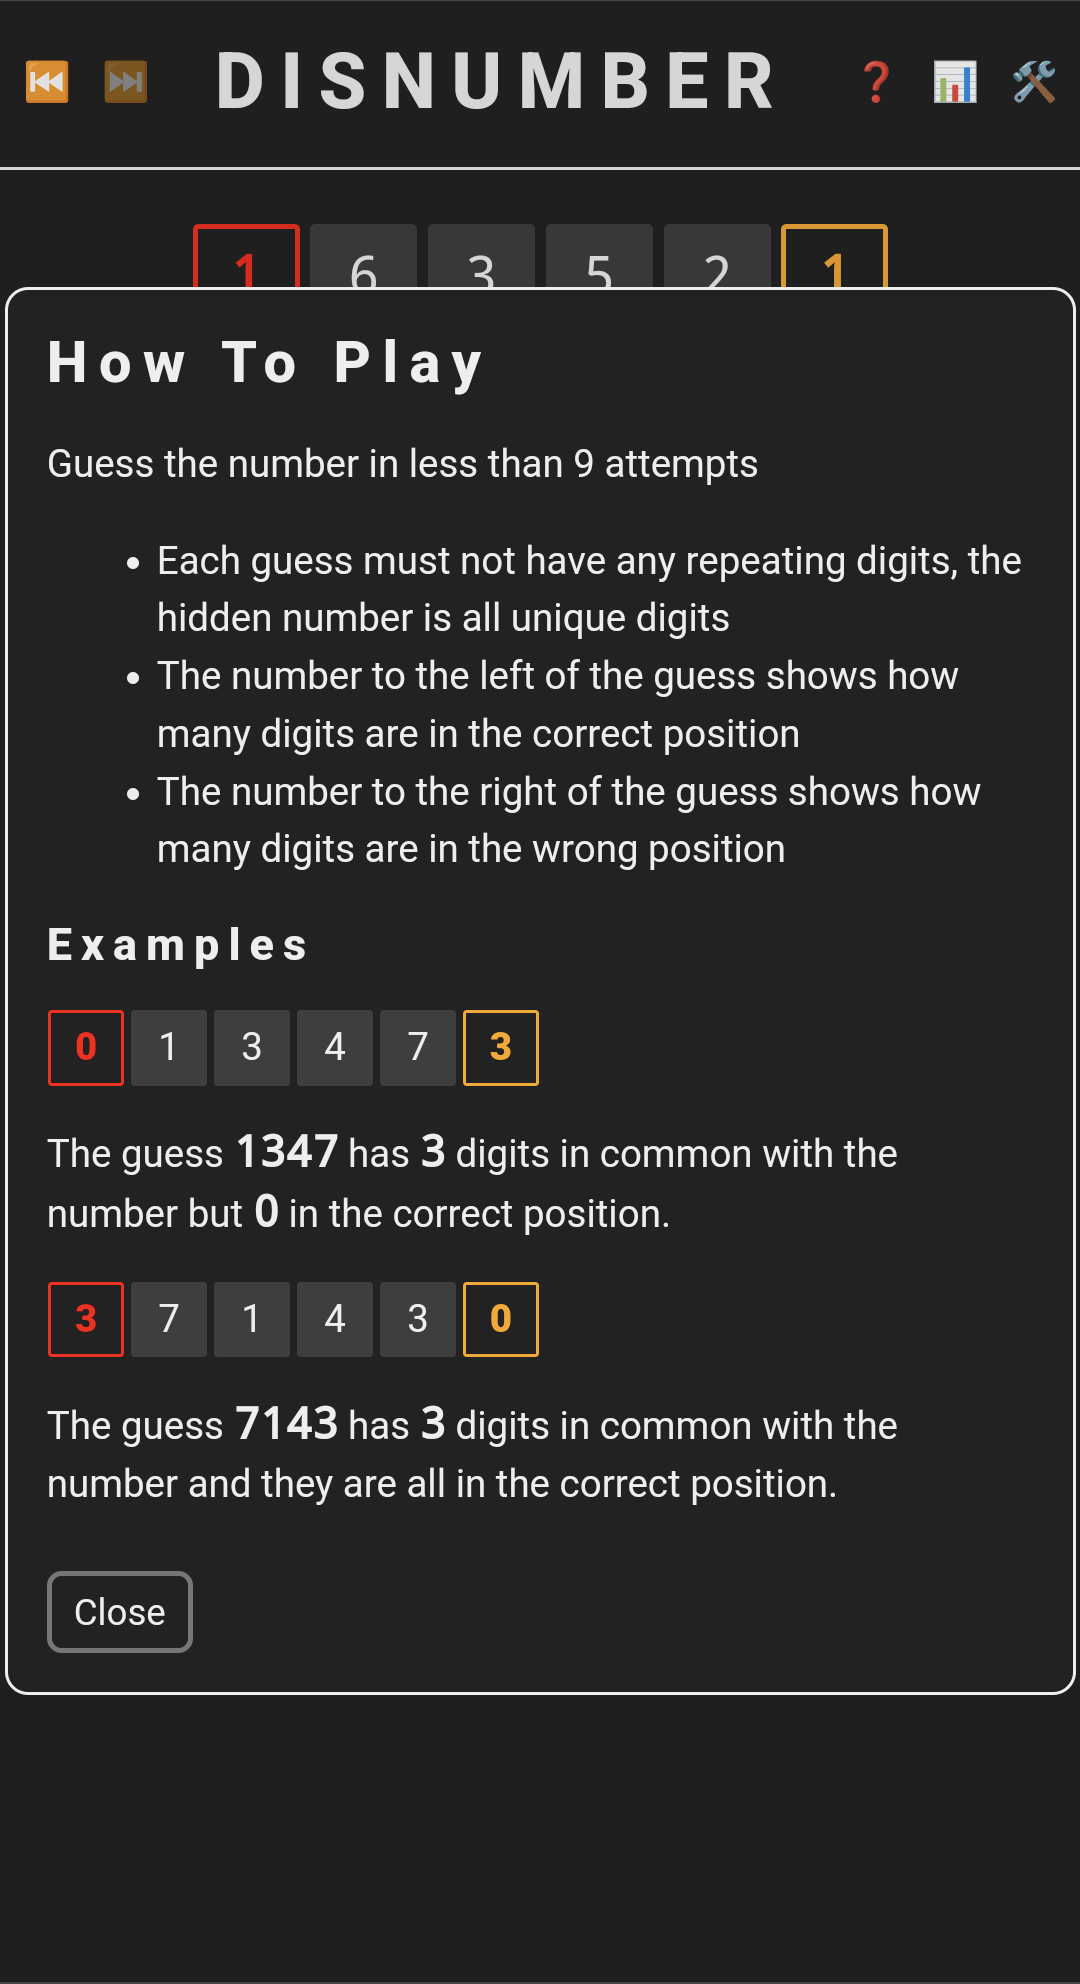 DISNUMBER
1 6 3 5 2 1
How To Play
Guess the number in less than 9 attempts
• Each guess must not have any repeating digits, the
hidden number is all unique digits
• The number to the left of the guess shows how
many digits are in the correct position
• The number to the right of the guess shows how
many digits are in the wrong position
Examples
0 1 3 4 7 3
The guess 1347 has 3 digits in common with the
number but 0 in the correct position.
3 7 1 4 3 0
The guess 7143 has 3 digits in common with the
number and they are all in the correct position.
Close